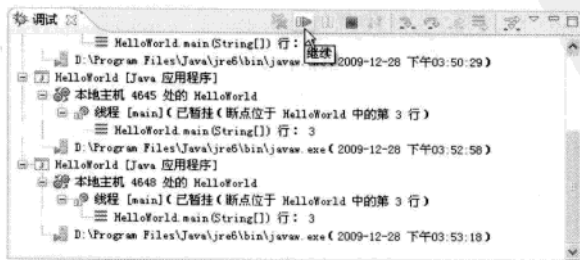 调试
HelloWorld.main(String[]) 行:
继续
D:\Program Files\Java\jre6\bin\javaw. 2009-12-28 下午03:50:29)
HelloWorld [Java 应用程序]
本地主机 4645 处的 HelloWorld
线程 [main](已暂挂(断点位于 HelloWorld 中的第 3 行)
HelloWorld.main(String[]) 行: 3
D:\Program Files\Java\jre6\bin\javaw.exe(2009-12-28 下午03:52:58)
HelloWorld [Java 应用程序]
本地主机 4648 处的 HelloWorld
线程 [main](已暂挂(断点位于 HelloWorld 中的第 3 行)
HelloWorld.main(String[]) 行: 3
D:\Program Files\Java\jre6\bin\javaw.exe(2009-12-28 下午03:53:18)